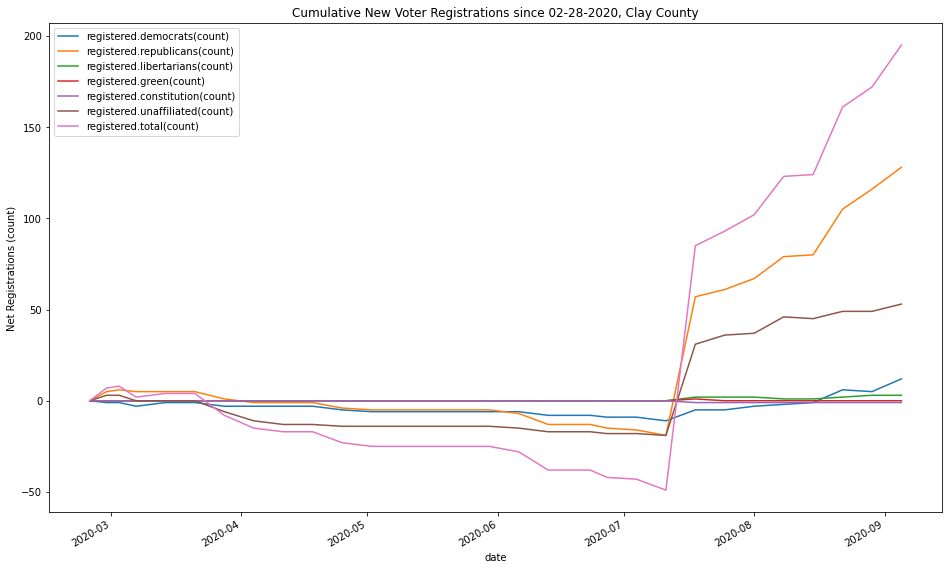 Cumulative New Voter Registrations since 02-28-2020, Clay County
registered.democrats(count)
registered.republicans(count)
registered.libertarians(count)
registered.green(count)
registered.constitution(count)
registered.unaffiliated(count)
registered.total(count)
Net Registrations (count)
200
150
100
50
0
−50
2020-03
2020-04
2020-05
2020-06
2020-07
2020-08
2020-09
date